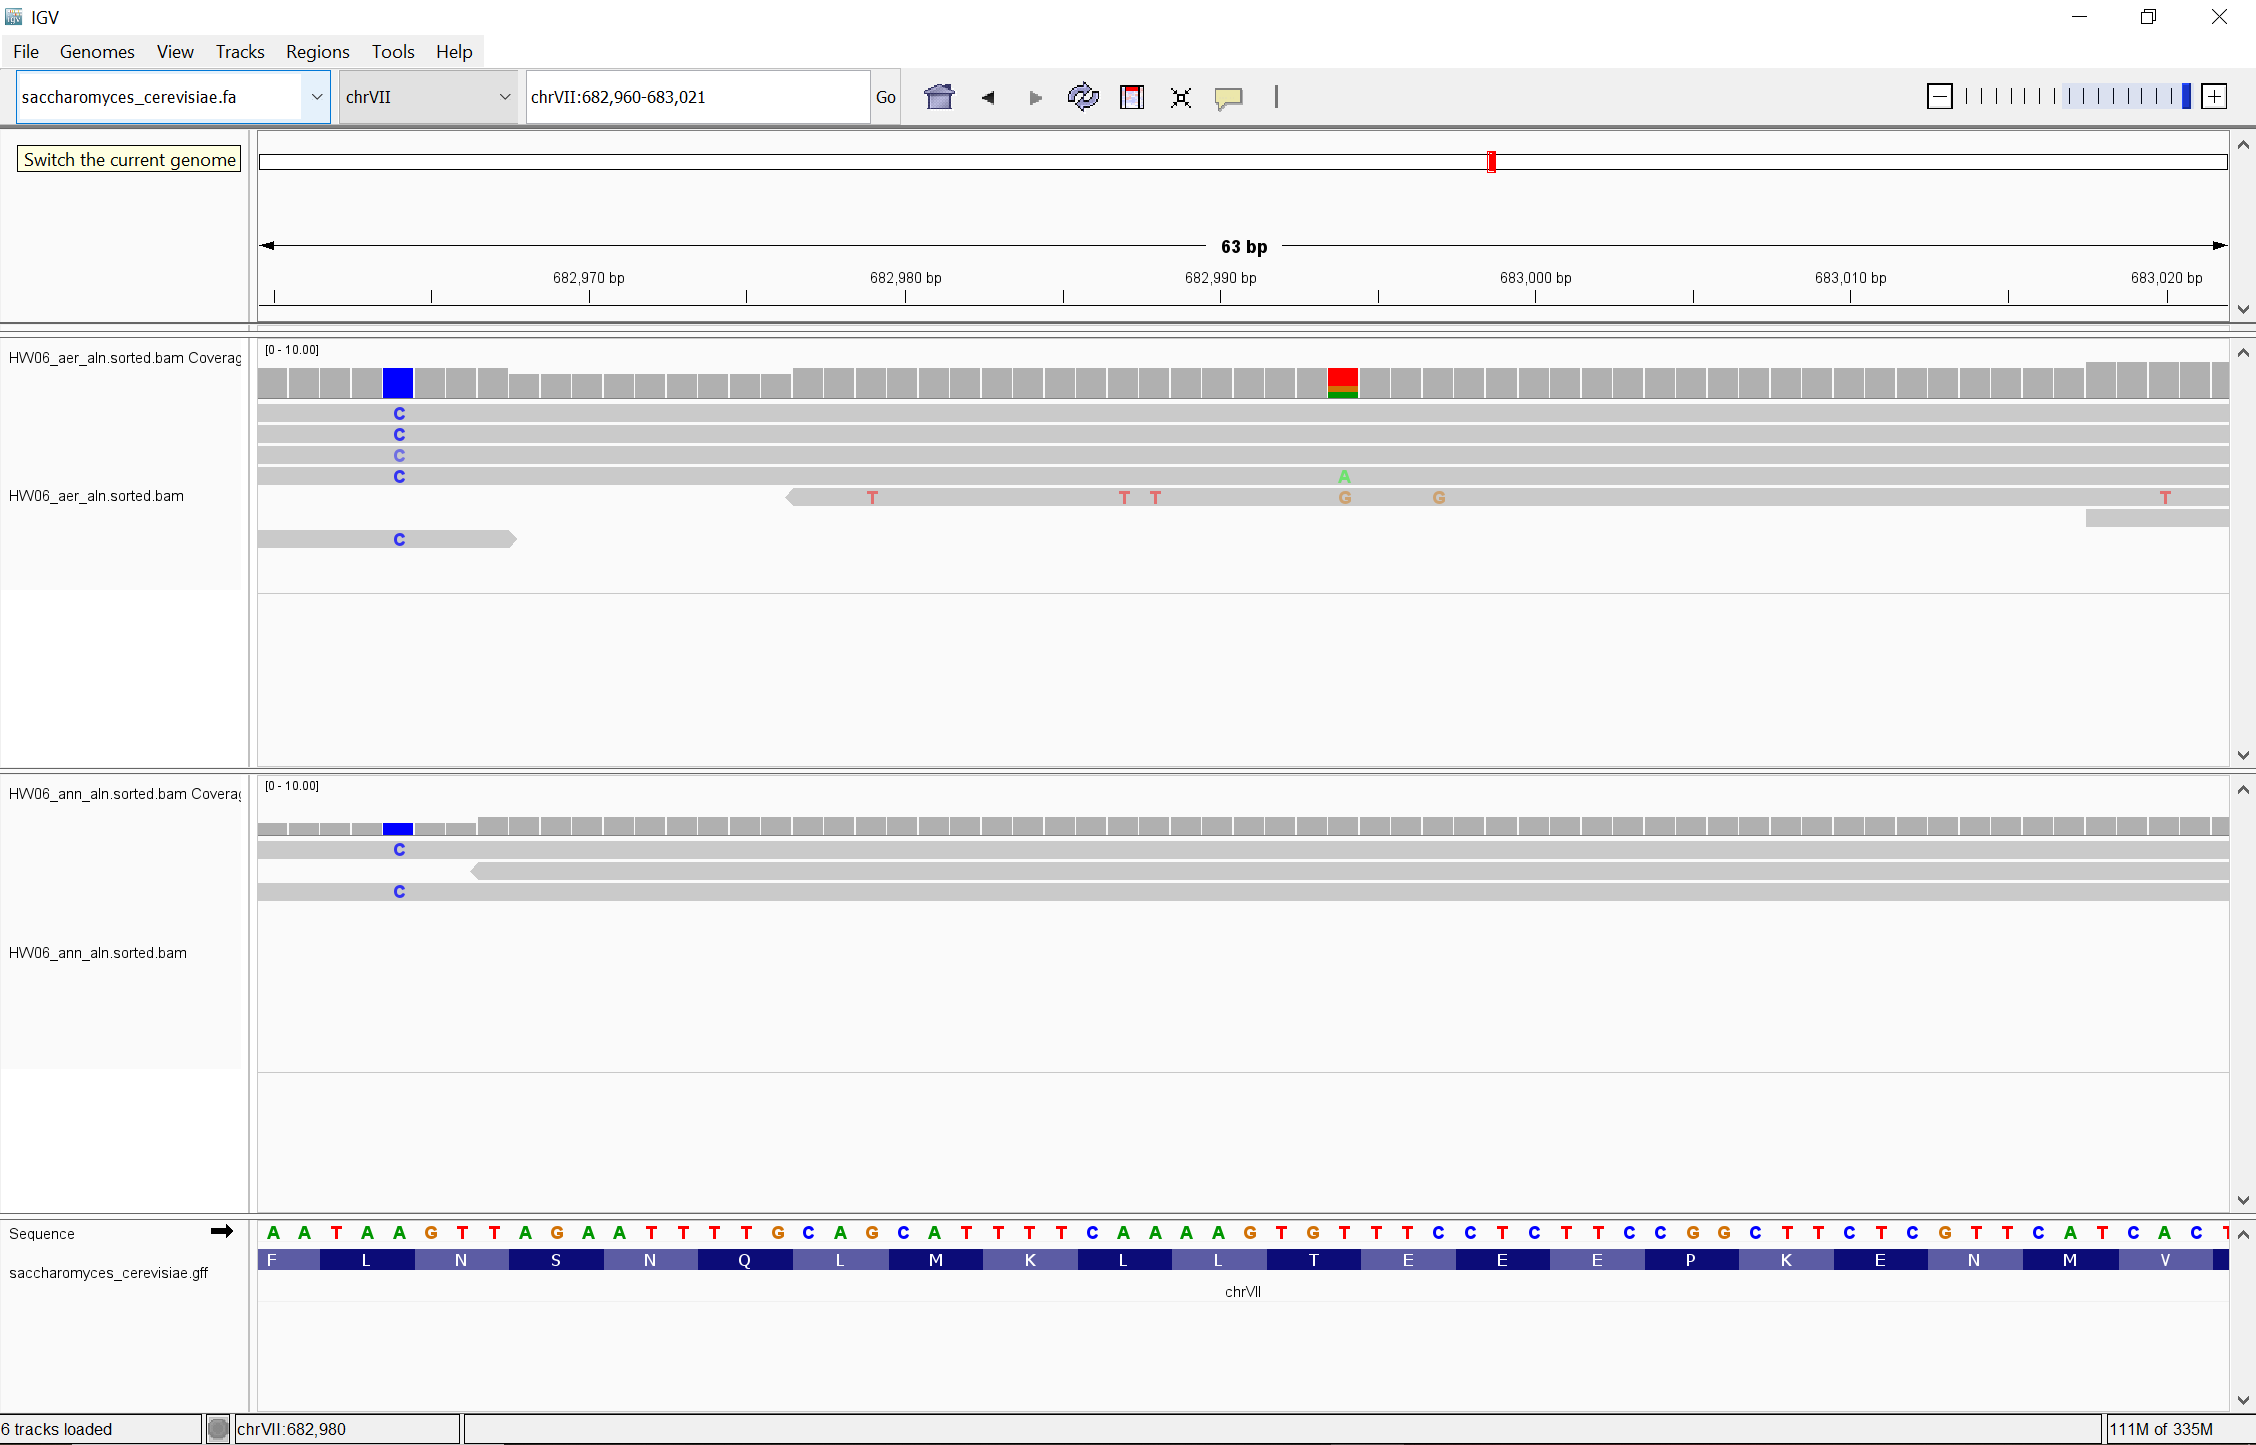 IGV
File Genomes View Tracks Regions Tools Help
saccharomyces_cerevisiae.fa chrVII chrVII:682,960-683,021 Go
Switch the current genome
63 bp
682,970 bp 682,980 bp 682,990 bp 683,000 bp 683,010 bp 683,020 bp
[0 - 10.00]
HW06_aer_aln.sorted.bam Coverag
C
C
C
C A
HW06_aer_aln.sorted.bam
T T T G G T
C
[0 - 10.00]
HW06_ann_aln.sorted.bam Coverag
C
C
HW06_ann_aln.sorted.bam
Sequence A A T A A G T T A G A A T T T T G C A G C A T T T T C A A A A G T G T T T C C T C T T C C G G C T T C T C G T T C A T C A C T
F L N S N Q L M K L L T E E E P K E N M V
saccharomyces_cerevisiae.gff
chrVII
6 tracks loaded chrVII:682,980 111M of 335M